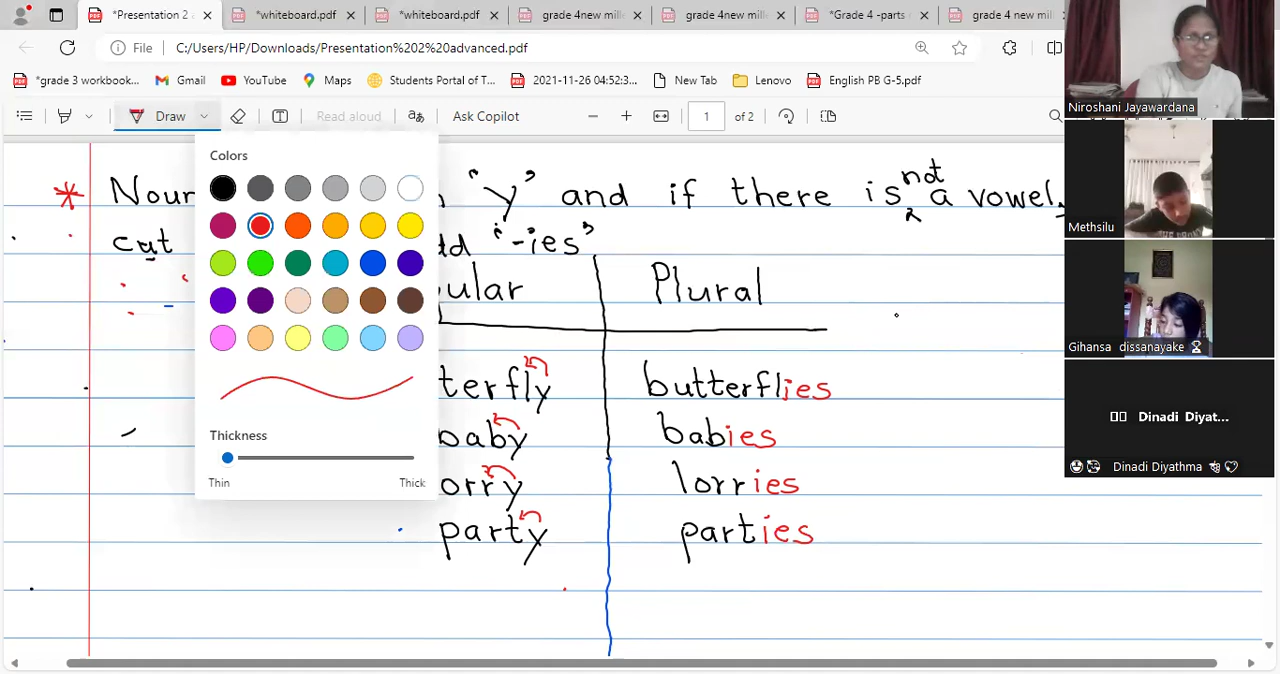 *Presentation 2 a
*whiteboard.pdf
*whiteboard.pdf
grade 4new mill
grade 4new mille
*Grade 4 -parts o
grade 4 new mil
File
C:/Users/HP/Downloads/Presentation%202%20advanced.pdf
*grade 3 workbook...
Gmail
YouTube
Maps
Students Portal of T...
2021-11-26 04:52:3...
New Tab
Lenovo
English PB G-5.pdf
Draw
Read aloud
Ask Copilot
1 of 2
Colors
Thickness
Thin Thick
* Noun "y" and if there is not a vowel,
cut dd "-ies"
ular Plural
terfly butterflies
baby babies
orry lorries
party parties
Niroshani Jayawardana
Methsilu
Gihansa dissanayake
Dinadi Diyat...
Dinadi Diyathma